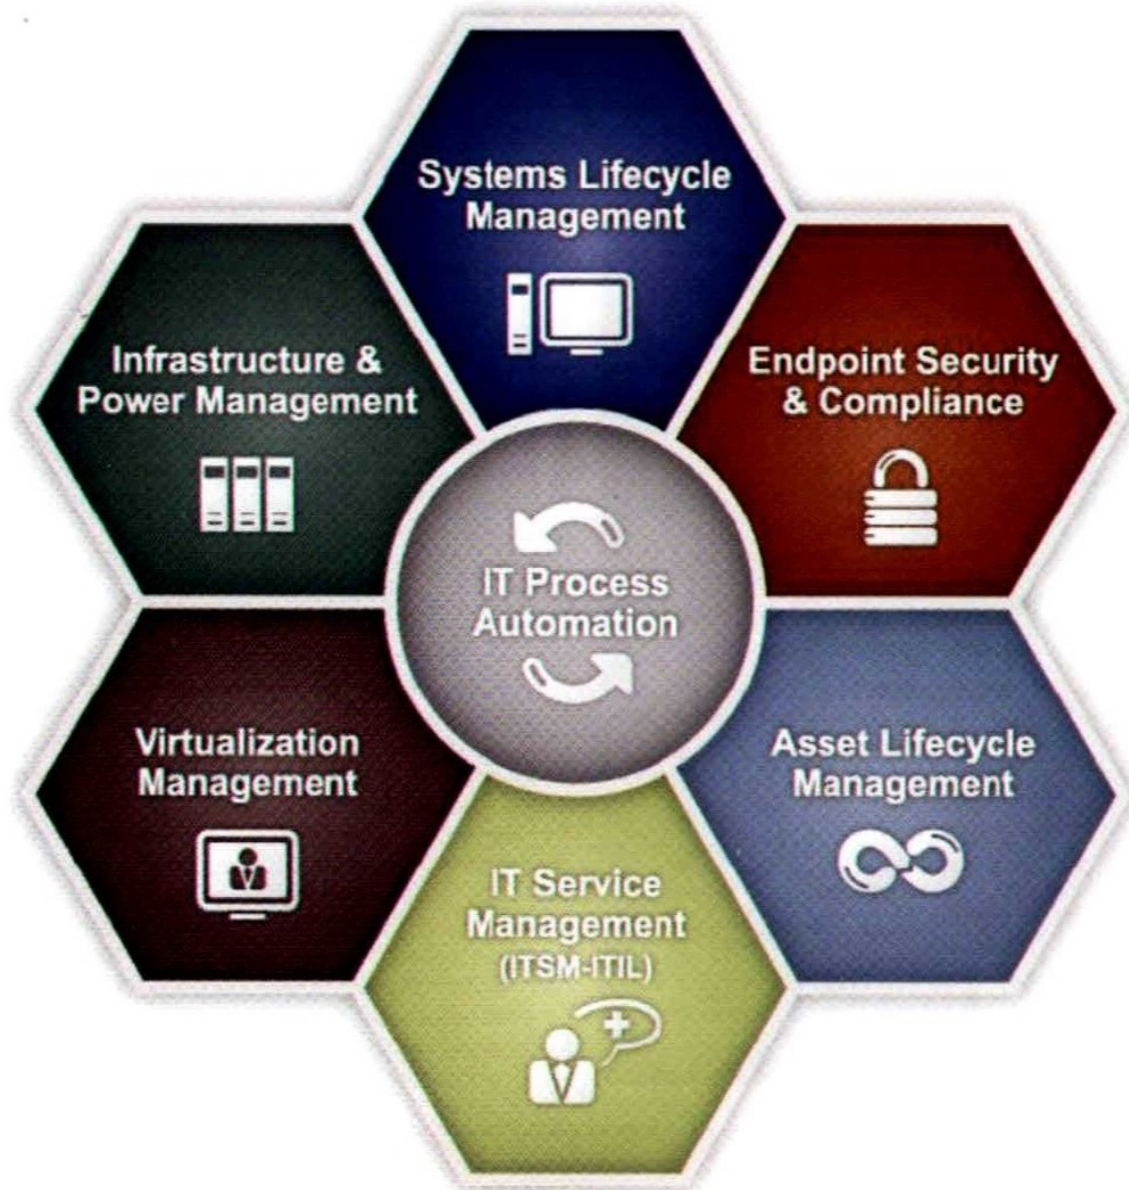 Systems Lifecycle
Management
Endpoint Security
& Compliance
Asset Lifecycle
Management
IT Service
Management
(ITSM-ITIL)
Virtualization
Management
Infrastructure &
Power Management
IT Process
Automation